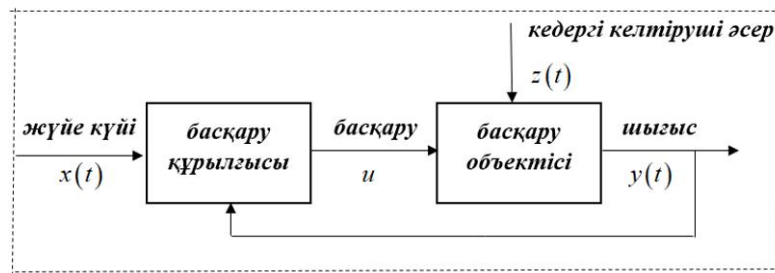 кедергі келтіруші әсер
z(t)
жүйе күйі
x(t)
басқару
құрылғысы
басқару
u
басқару
объектісі
шығыс
y(t)